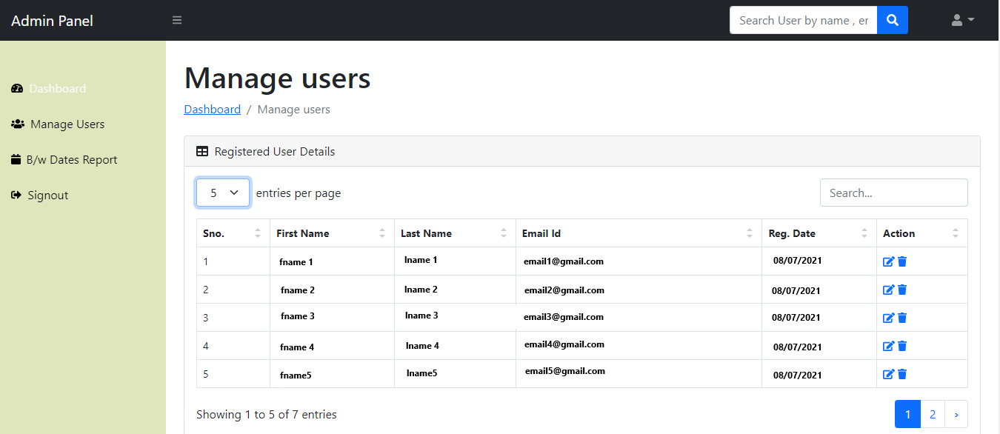 Admin Panel
Search User by name , er
Dashboard
Manage Users
B/w Dates Report
Signout
Manage users
Dashboard / Manage users
Registered User Details
5 entries per page
Search...
Sno. First Name Last Name Email Id Reg. Date Action
1 fname 1 lname 1 email1@gmail.com 08/07/2021
2 fname 2 lname 2 email2@gmail.com 08/07/2021
3 fname 3 lname 3 email3@gmail.com 08/07/2021
4 fname 4 lname 4 email4@gmail.com 08/07/2021
5 fname5 lname5 email5@gmail.com 08/07/2021
Showing 1 to 5 of 7 entries
1 2 ›